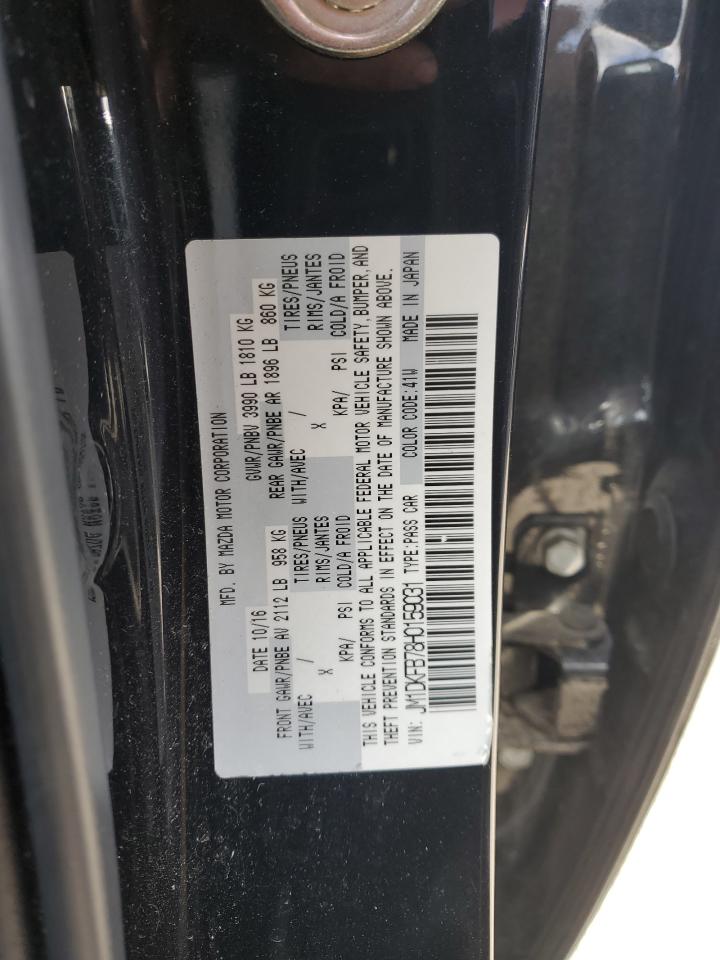 MFD. BY MAZDA MOTOR CORPORATION
DATE 10/16 GVWR/PNBV 3990 LB 1810 KG
FRONT GAWR/PNBE AV 2112 LB 958 KG REAR GAWR/PNBE AR 1896 LB 860 KG
WITH/AVEC / TIRES/PNEUS WITH/AVEC / TIRES/PNEUS
X RIMS/JANTES X RIMS/JANTES
KPA/ PSI COLD/A FROID KPA/ PSI COLD/A FROID
THIS VEHICLE CONFORMS TO ALL APPLICABLE FEDERAL MOTOR VEHICLE SAFETY, BUMPER, AND
THEFT PREVENTION STANDARDS IN EFFECT ON THE DATE OF MANUFACTURE SHOWN ABOVE.
VIN: JM1DKFB78H0159031 TYPE:PASS CAR COLOR CODE:41W MADE IN JAPAN